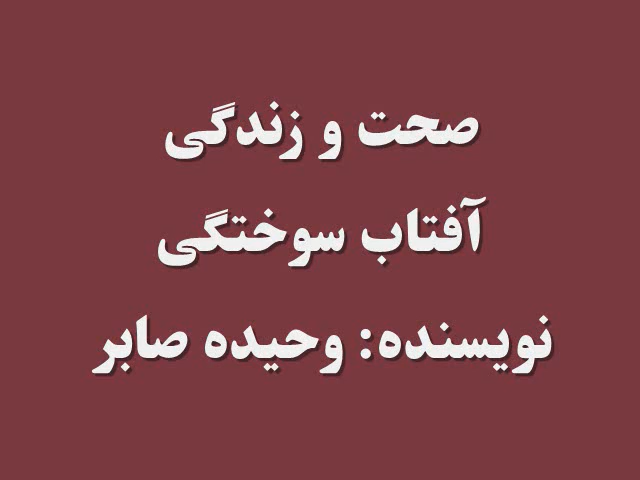 صحت و زندگی
آفتاب سوختگی
نویسنده: وحیده صابر